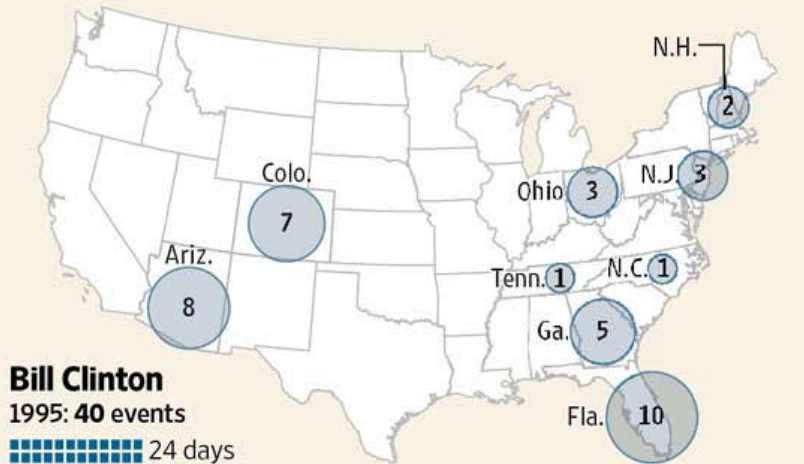 N.H.
2
Colo.
7
Ohio 3
N.J. 3
Ariz.
8
Tenn. 1
N.C. 1
Ga. 5
Fla. 10
Bill Clinton
1995: 40 events
24 days